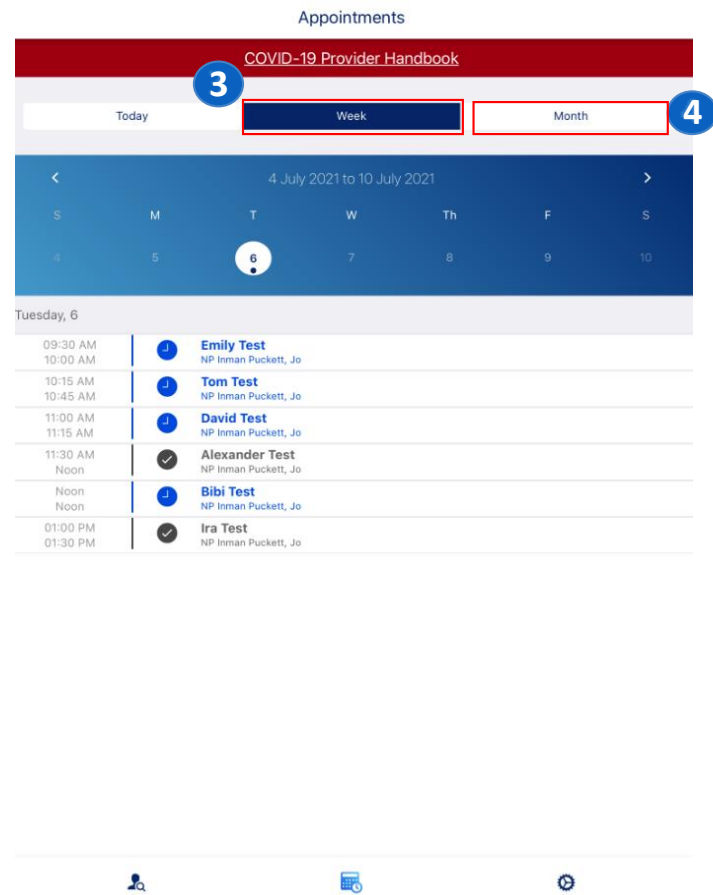 Appointments
COVID-19 Provider Handbook
3
Today Week Month 4
4 July 2021 to 10 July 2021
S M T W Th F S
4 5 6 7 8 9 10
Tuesday, 6
09:30 AM Emily Test
10:00 AM NP Inman Puckett, Jo
10:15 AM Tom Test
10:45 AM NP Inman Puckett, Jo
11:00 AM David Test
11:15 AM NP Inman Puckett, Jo
11:30 AM Alexander Test
Noon NP Inman Puckett, Jo
Noon Bibi Test
Noon NP Inman Puckett, Jo
01:00 PM Ira Test
01:30 PM NP Inman Puckett, Jo